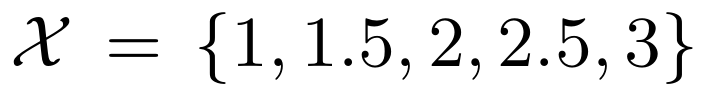 𝒳 = {1, 1.5, 2, 2.5, 3}